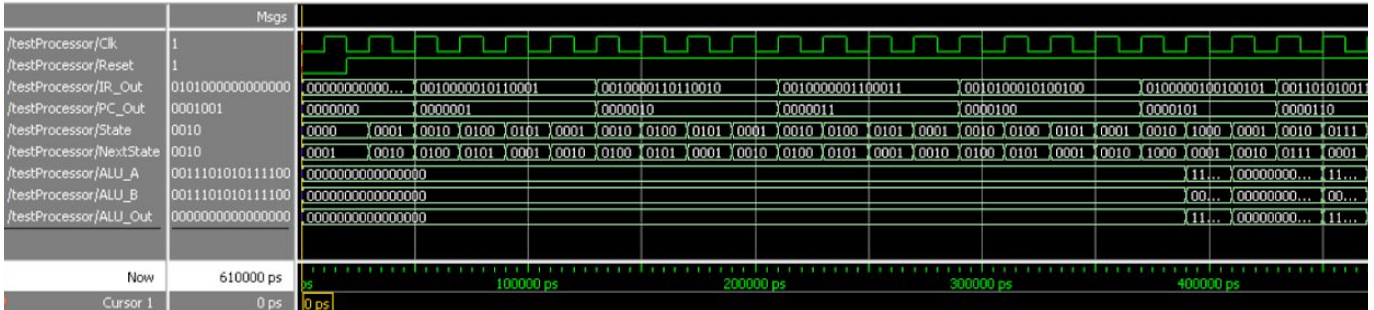 Msgs
/testProcessor/Clk 1
/testProcessor/Reset 1
/testProcessor/IR_Out 0101000000000000 00000000000... 0010000010110001 0010000110110010 0010000001100011 0010100010100100 0100000100100101 001101010011
/testProcessor/PC_Out 0001001 0000000 0000001 0000010 0000011 0000100 0000101 0000110
/testProcessor/State 0010 0000 0001 0010 0100 0101 0001 0010 0100 0101 0001 0010 0100 0101 0001 0010 0100 0101 0001 0010 1000 0001 0010 0111
/testProcessor/NextState 0010 0001 0010 0100 0101 0001 0010 0100 0101 0001 0010 0100 0101 0001 0010 0100 0101 0001 0010 1000 0001 0010 0111 0001
/testProcessor/ALU_A 0011101010111100 0000000000000000 11... 00000000... 11...
/testProcessor/ALU_B 0011101010111100 0000000000000000 00... 00000000... 00...
/testProcessor/ALU_Out 0000000000000000 0000000000000000 11... 00000000... 11...
Now 610000 ps ps 100000 ps 200000 ps 300000 ps 400000 ps
Cursor 1 0 ps 0 ps